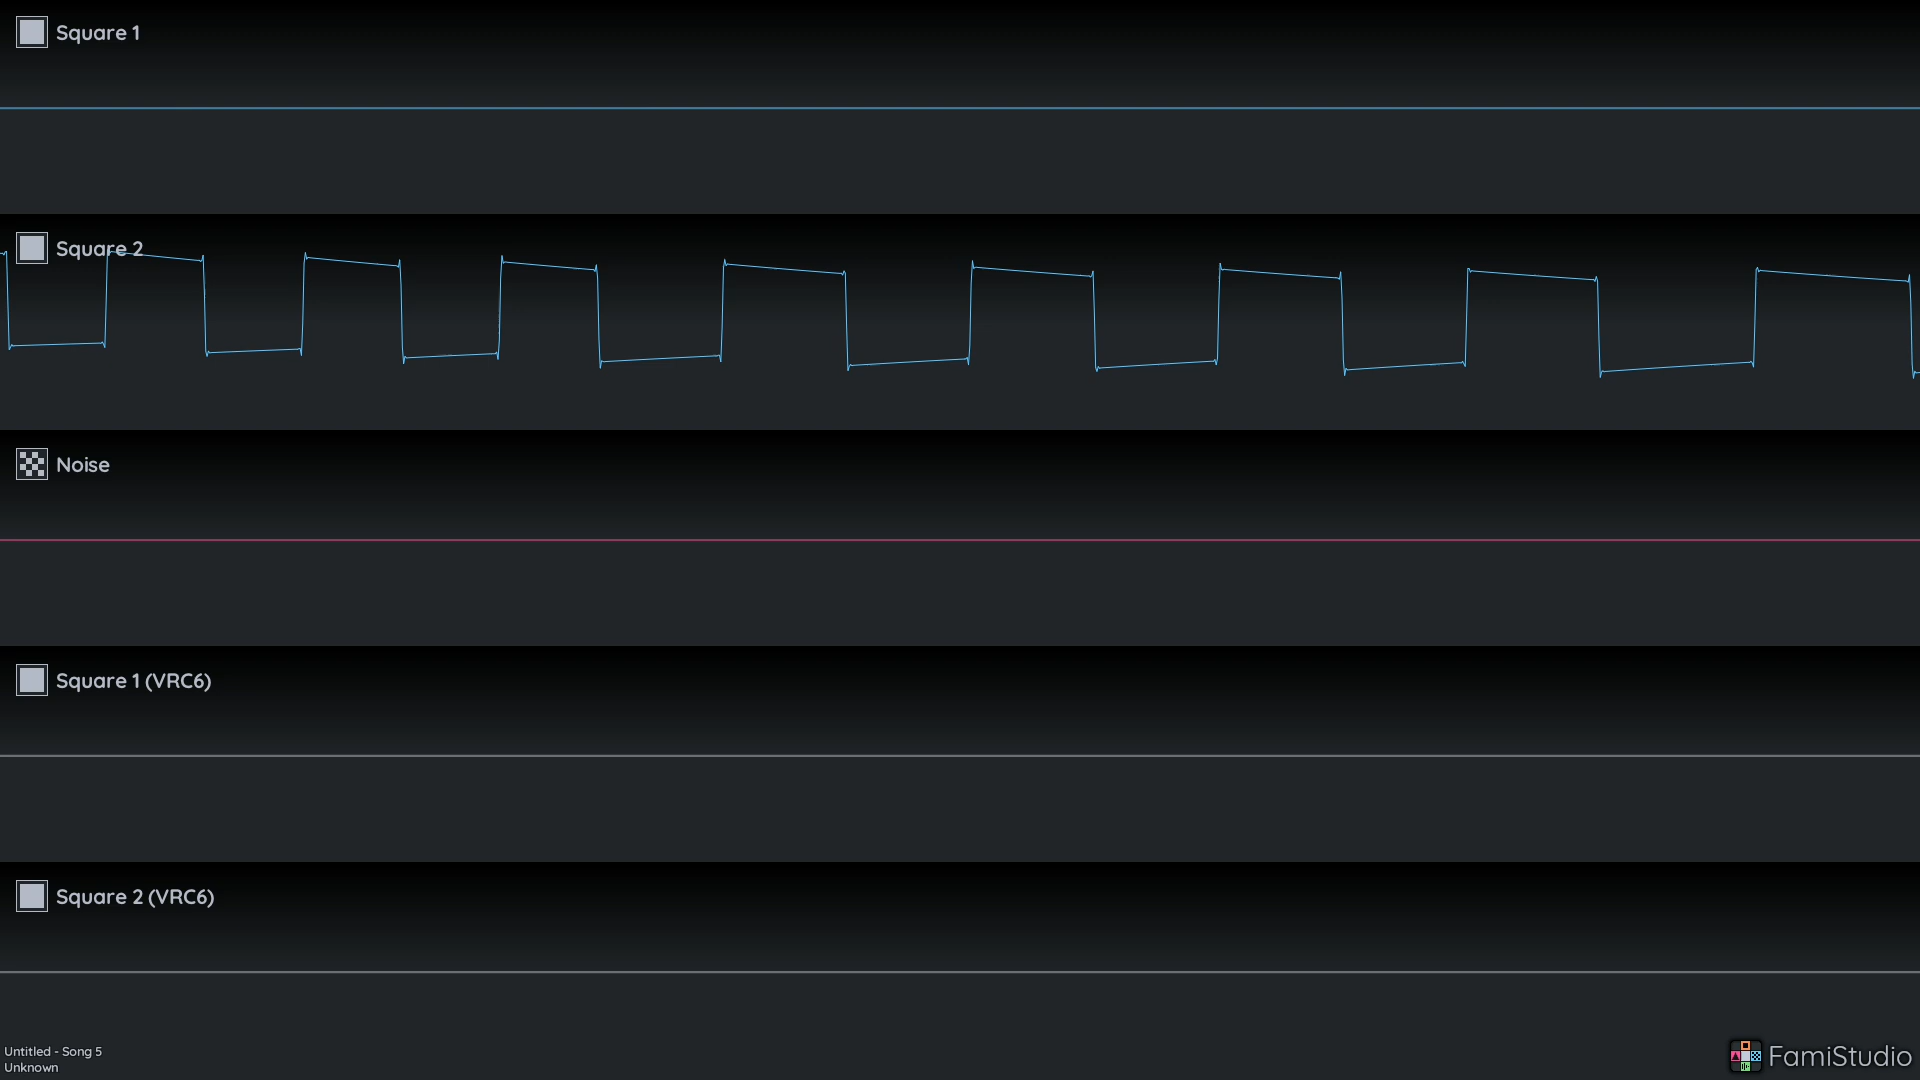 Square 1
Square 2
Noise
Square 1 (VRC6)
Square 2 (VRC6)
Untitled - Song 5
Unknown
FamiStudio